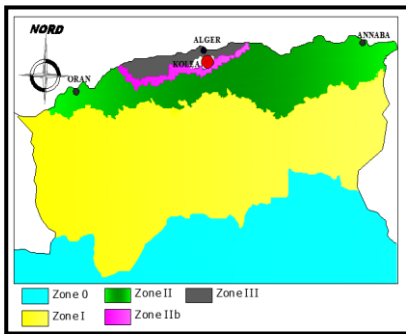 NORD
ALGER
ANNABA
KOLEA
ORAN
Zone 0
Zone II
Zone III
Zone I
Zone IIb